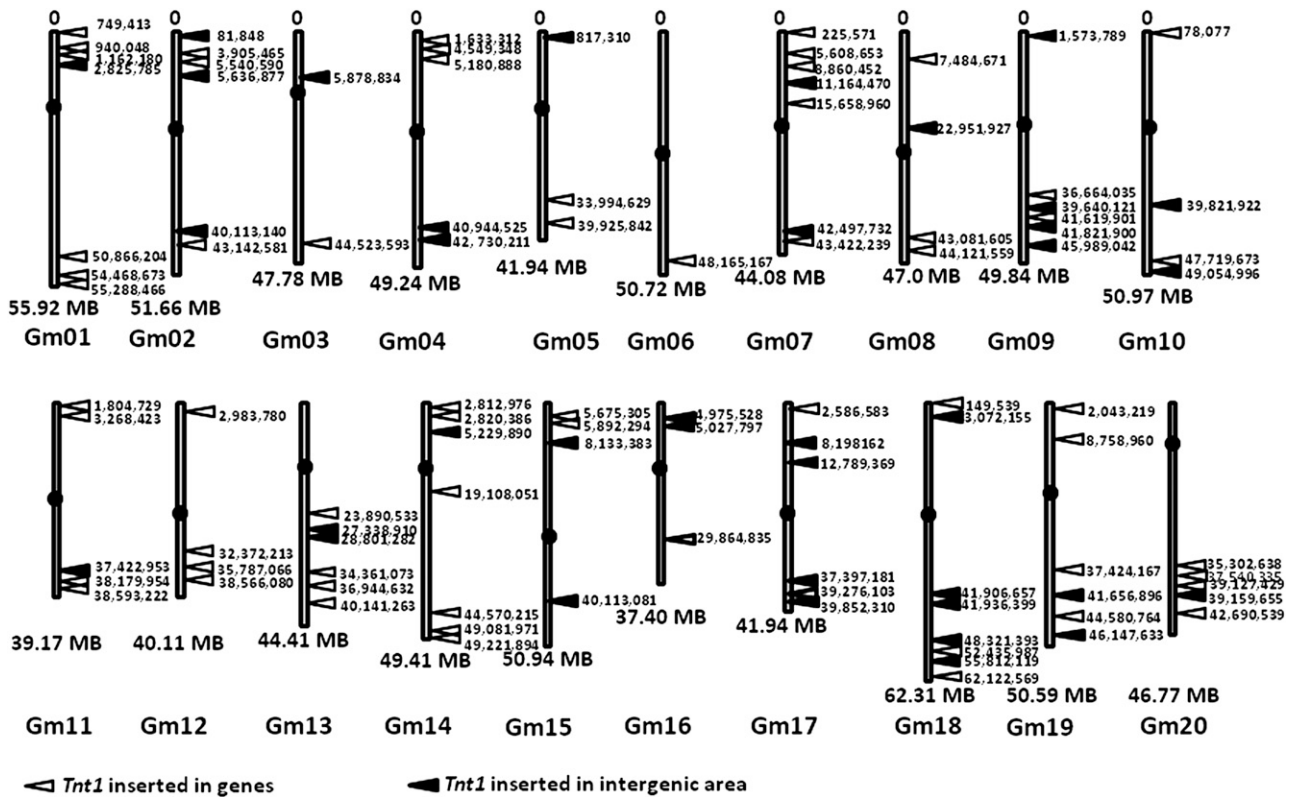 0 0 0 0 0 0 0 0 0 0
749,413
940,048
1,162,180
2,825,785
50,866,204
54,468,673
55,288,466
55.92 MB
Gm01
81,848
3,905,465
5,540,590
5,636,877
40,113,140
43,142,581
51.66 MB
Gm02
5,878,834
44,523,593
47.78 MB
Gm03
1,633,312
4,549,348
5,180,888
40,944,525
42,730,211
49.24 MB
Gm04
817,310
33,994,629
39,925,842
41.94 MB
Gm05
48,165,167
50.72 MB
Gm06
225,571
5,608,653
8,860,452
11,164,470
15,658,960
42,497,732
43,422,239
44.08 MB
Gm07
7,484,671
22,951,927
43,081,605
44,121,559
47.0 MB
Gm08
1,573,789
36,664,035
39,640,121
41,619,901
41,821,900
45,989,042
49.84 MB
Gm09
78,077
39,821,922
47,719,673
49,054,996
50.97 MB
Gm10
1,804,729
3,268,423
37,422,953
38,179,954
38,593,222
39.17 MB
Gm11
2,983,780
32,372,213
35,787,066
38,566,080
40.11 MB
Gm12
23,890,533
27,338,910
28,801,282
34,361,073
36,944,632
40,141,263
44.41 MB
Gm13
2,812,976
2,820,386
5,229,890
19,108,051
44,570,215
49,081,971
49,221,894
49.41 MB
Gm14
5,675,305
5,892,294
8,133,383
40,113,081
50.94 MB
Gm15
4,975,528
5,027,797
29,864,835
37.40 MB
Gm16
2,586,583
8,198162
12,789,369
37,397,181
39,276,103
39,852,310
41.94 MB
Gm17
149,539
3,072,155
41,906,657
41,936,399
48,321,393
52,435,987
55,812,119
62,122,569
62.31 MB
Gm18
2,043,219
8,758,960
37,424,167
41,656,896
44,580,764
46,147,633
50.59 MB
Gm19
35,302,638
37,540,335
39,127,429
39,159,655
42,690,539
46.77 MB
Gm20
Tnt1 inserted in genes
Tnt1 inserted in intergenic area